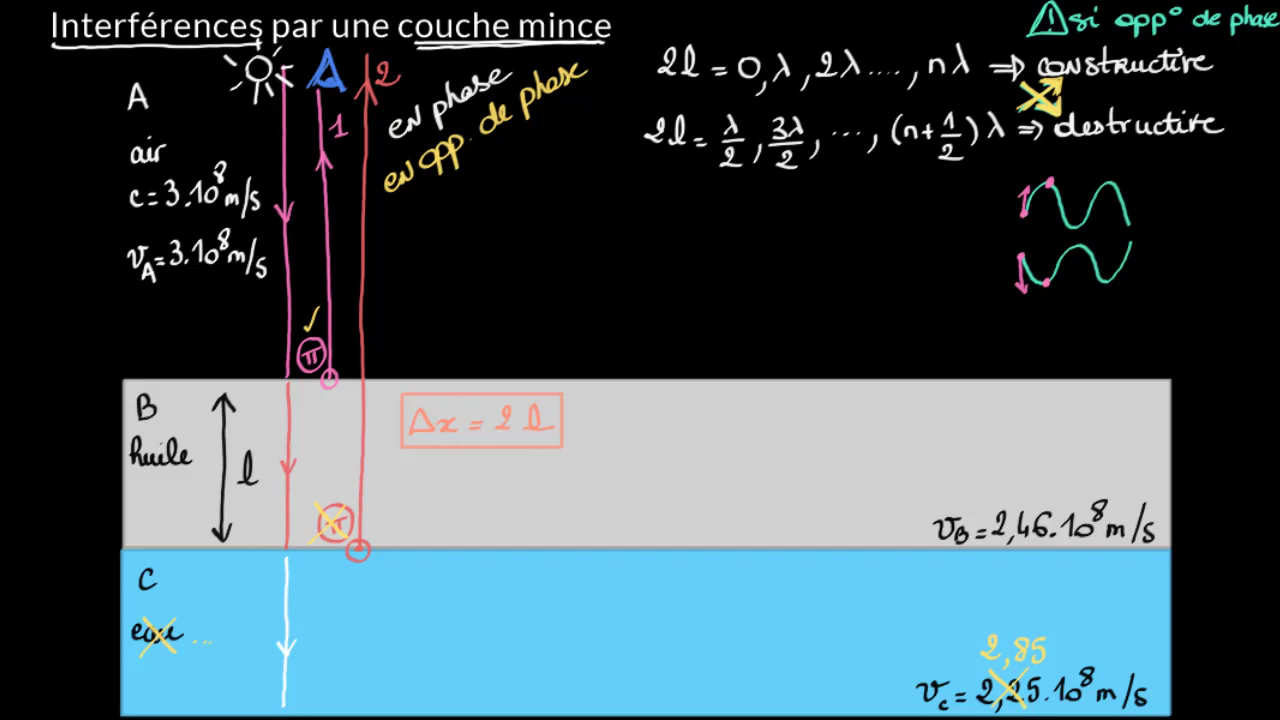 Interférences par une couche mince
⚠ si opp° de phase
2l = 0, λ, 2λ ...., nλ ⇒ constructive
2l = λ/2, 3λ/2, ..., (n+1/2) λ ⇒ destructive
1
2
en phase
en opp. de phase
A
air
c = 3.10⁸ m/s
v_A = 3.10⁸ m/s
✓
π
B
huile
l
Δx = 2 l
π
v_B = 2,46.10⁸ m/s
C
eau ...
2,85
v_c = 2,25.10⁸ m/s